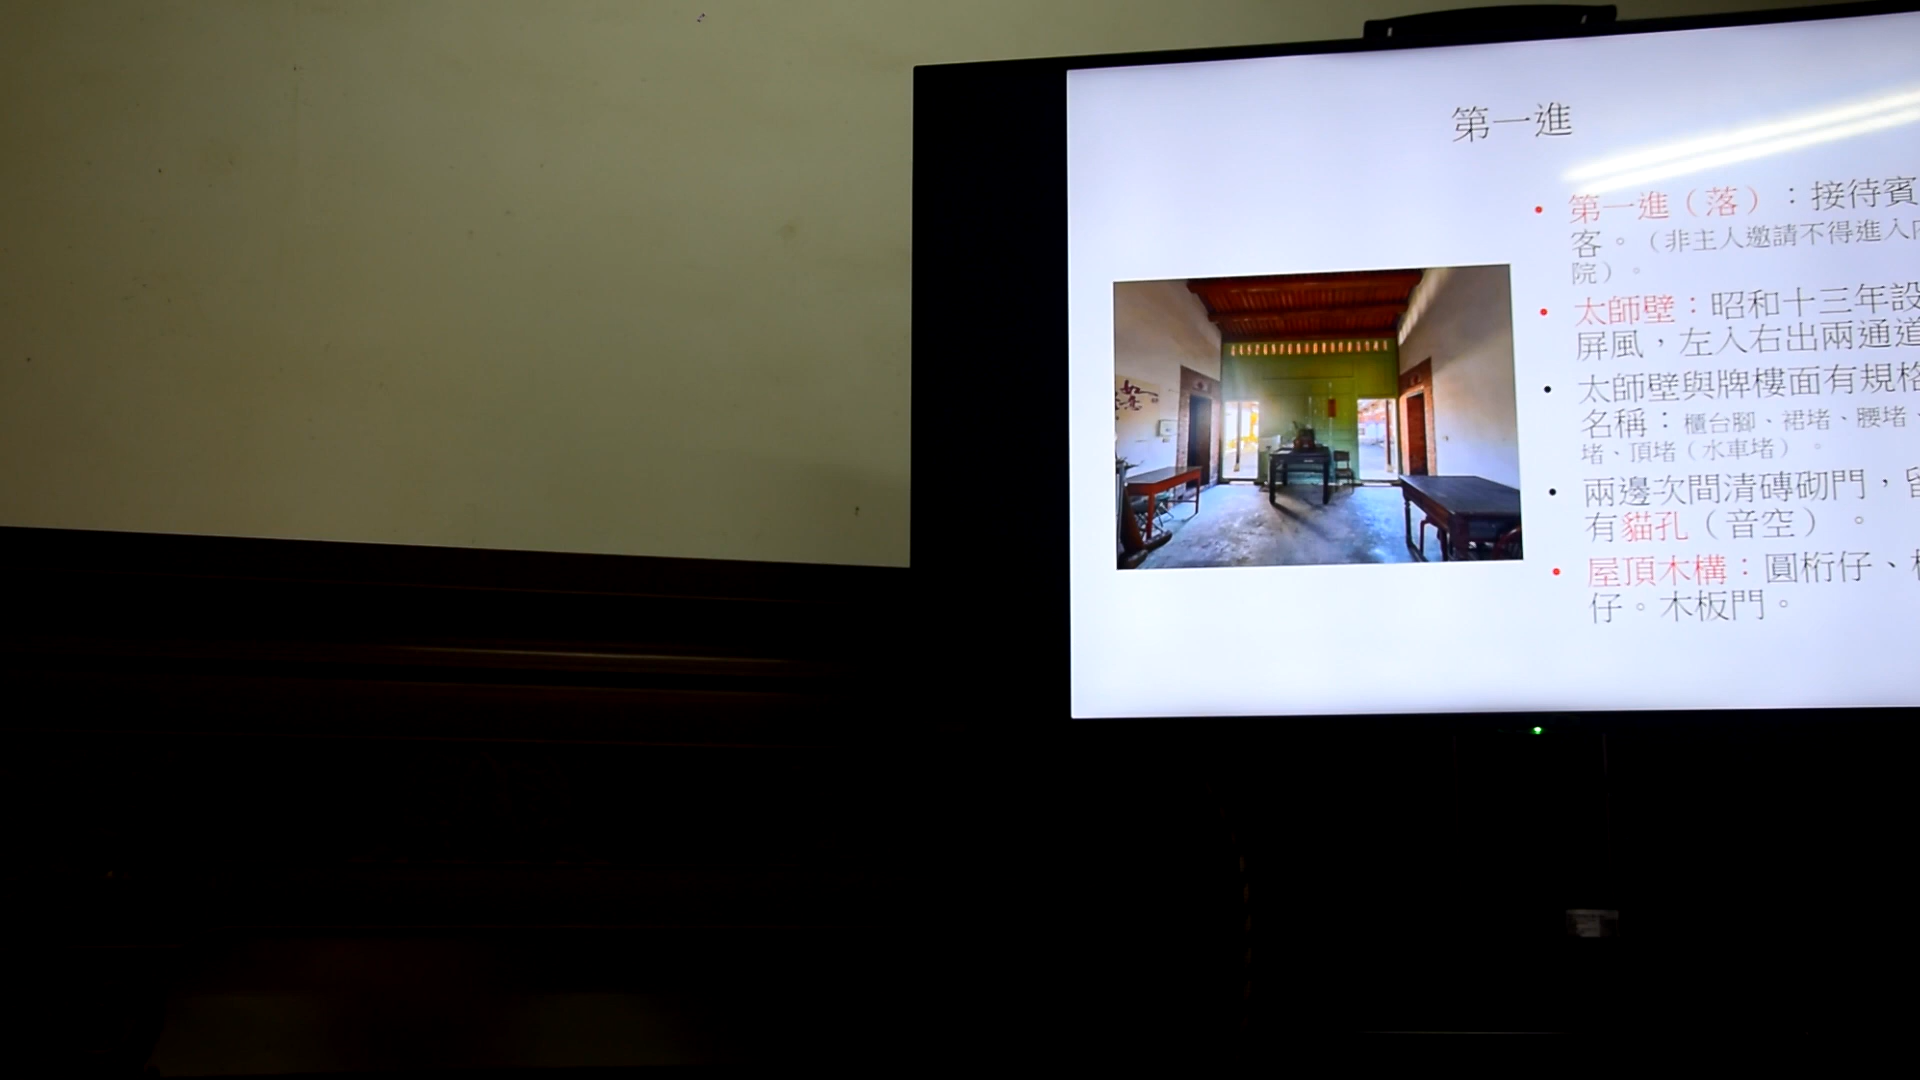 第一進
• 第一進（落）：接待賓
客。（非主人邀請不得進入內
院）。
• 太師壁：昭和十三年設
屏風，左入右出兩通道
• 太師壁與牌樓面有規格
名稱：櫃台腳、裙堵、腰堵、
堵、頂堵（水車堵）。
• 兩邊次間清磚砌門，留
有貓孔（音空）。
• 屋頂木構：圓桁仔、
仔。木板門。
如意